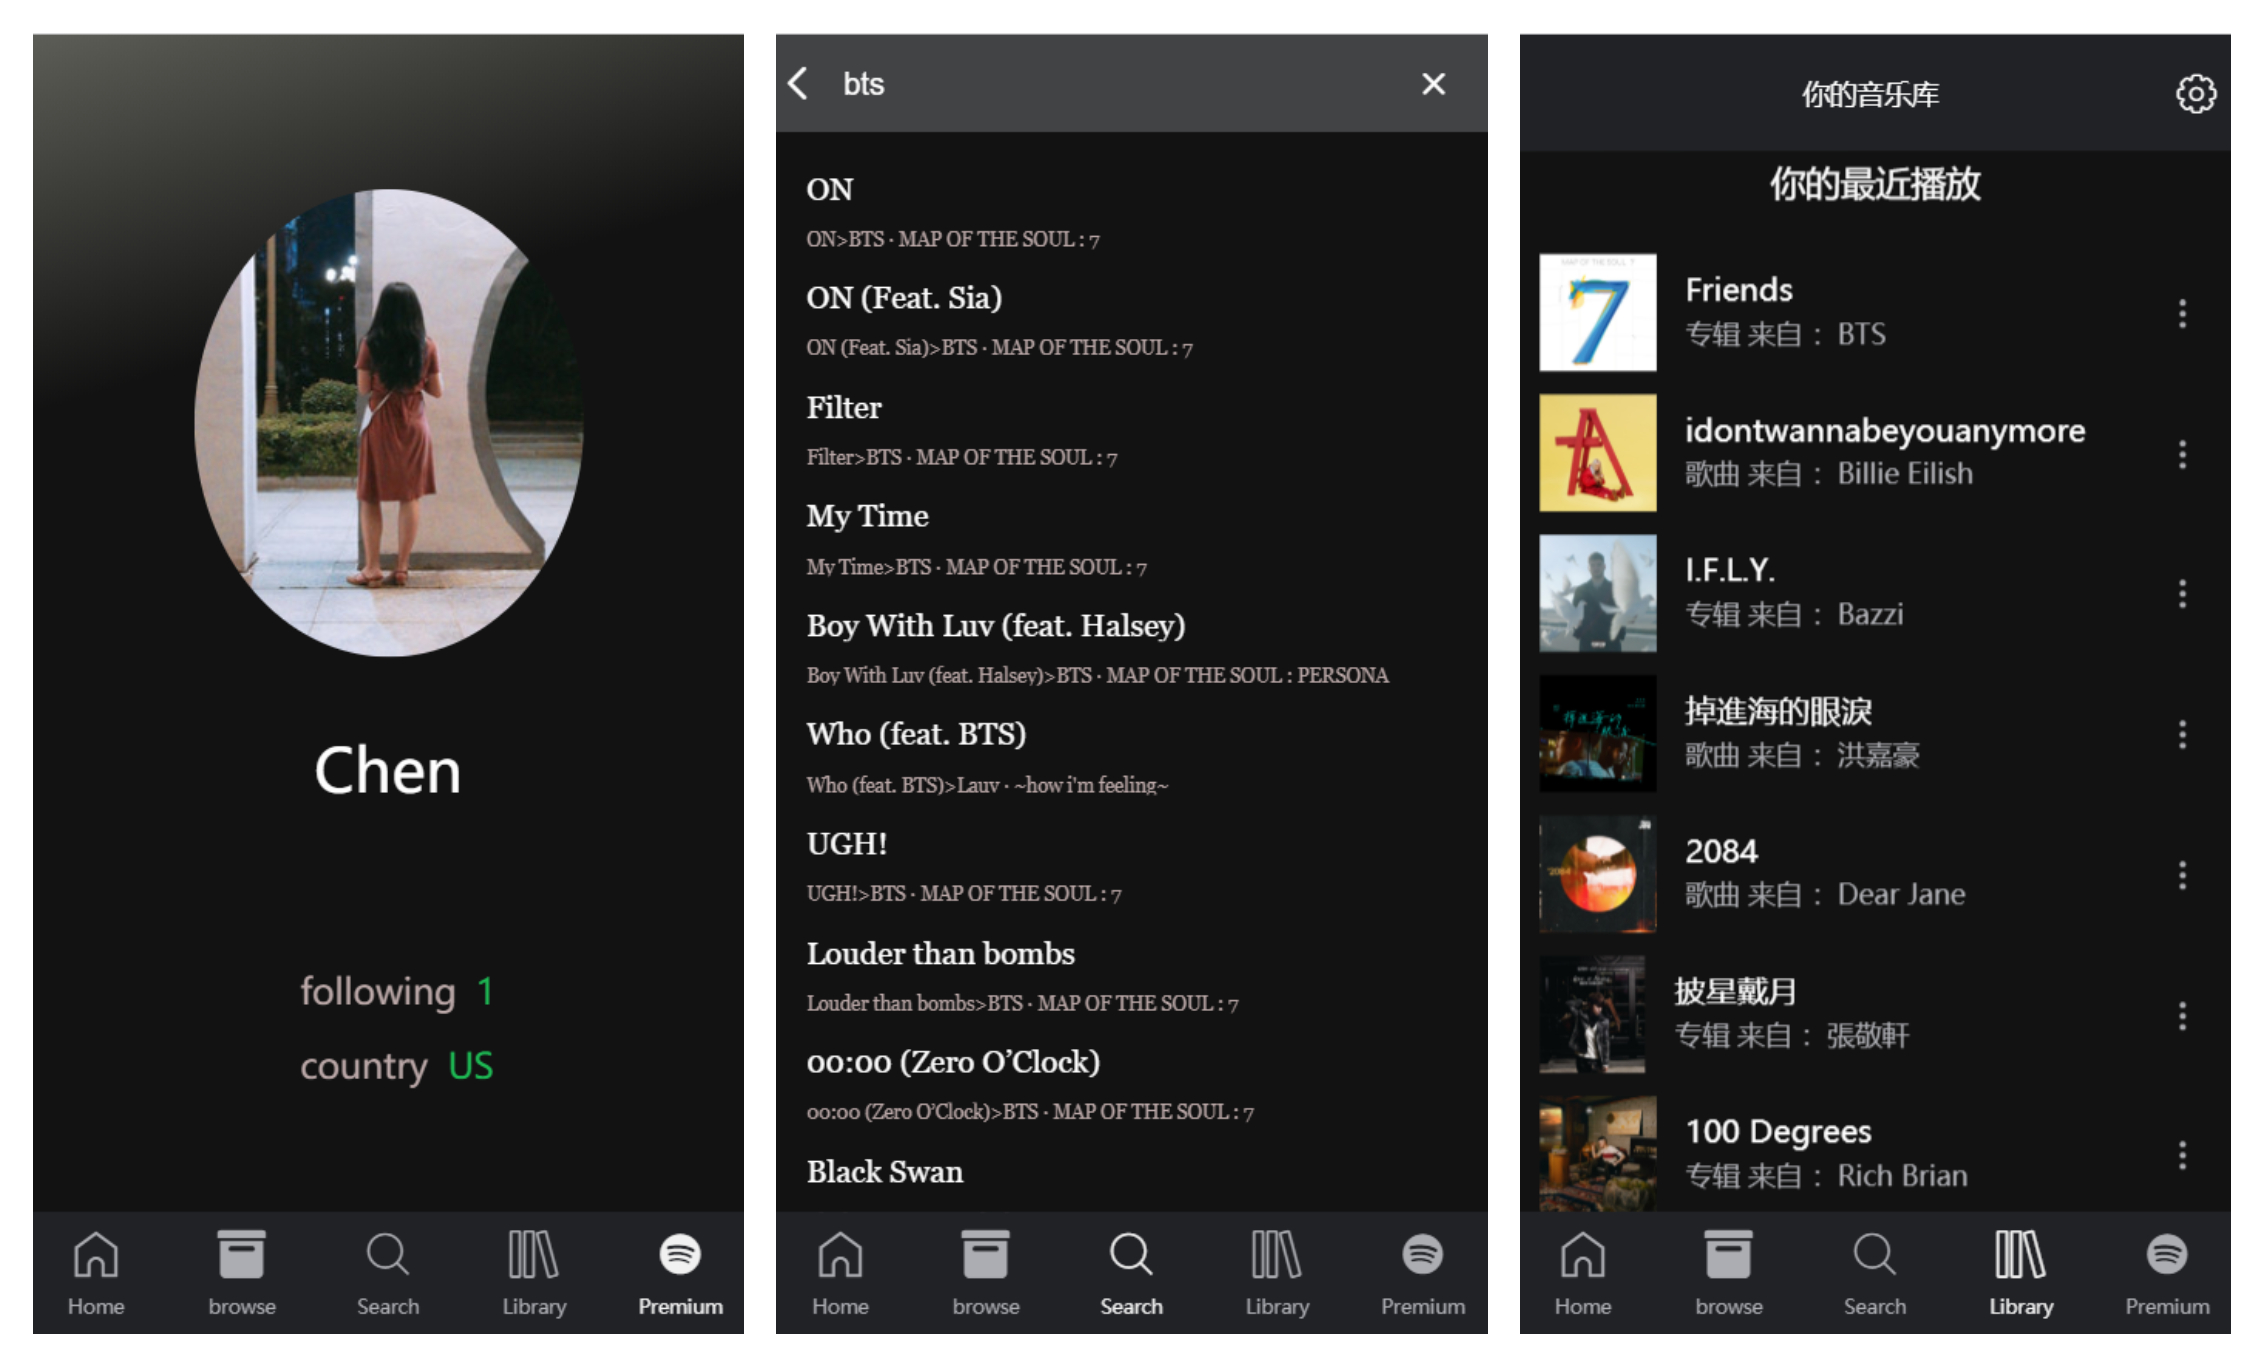 Chen
following 1
country US
Home
browse
Search
Library
Premium
bts
ON
ON>BTS · MAP OF THE SOUL : 7
ON (Feat. Sia)
ON (Feat. Sia)>BTS · MAP OF THE SOUL : 7
Filter
Filter>BTS · MAP OF THE SOUL : 7
My Time
My Time>BTS · MAP OF THE SOUL : 7
Boy With Luv (feat. Halsey)
Boy With Luv (feat. Halsey)>BTS · MAP OF THE SOUL : PERSONA
Who (feat. BTS)
Who (feat. BTS)>Lauv · ~how i'm feeling~
UGH!
UGH!>BTS · MAP OF THE SOUL : 7
Louder than bombs
Louder than bombs>BTS · MAP OF THE SOUL : 7
00:00 (Zero O’Clock)
00:00 (Zero O’Clock)>BTS · MAP OF THE SOUL : 7
Black Swan
Home
browse
Search
Library
Premium
你的音乐库
你的最近播放
MAP OF THE SOUL 7
7
Friends
专辑 来自： BTS
idontwannabeyouanymore
歌曲 来自： Billie Eilish
I.F.L.Y.
专辑 来自： Bazzi
掉進海的眼淚
歌曲 来自： 洪嘉豪
2084
歌曲 来自： Dear Jane
披星戴月
专辑 来自： 張敬軒
100 Degrees
专辑 来自： Rich Brian
Home
browse
Search
Library
Premium